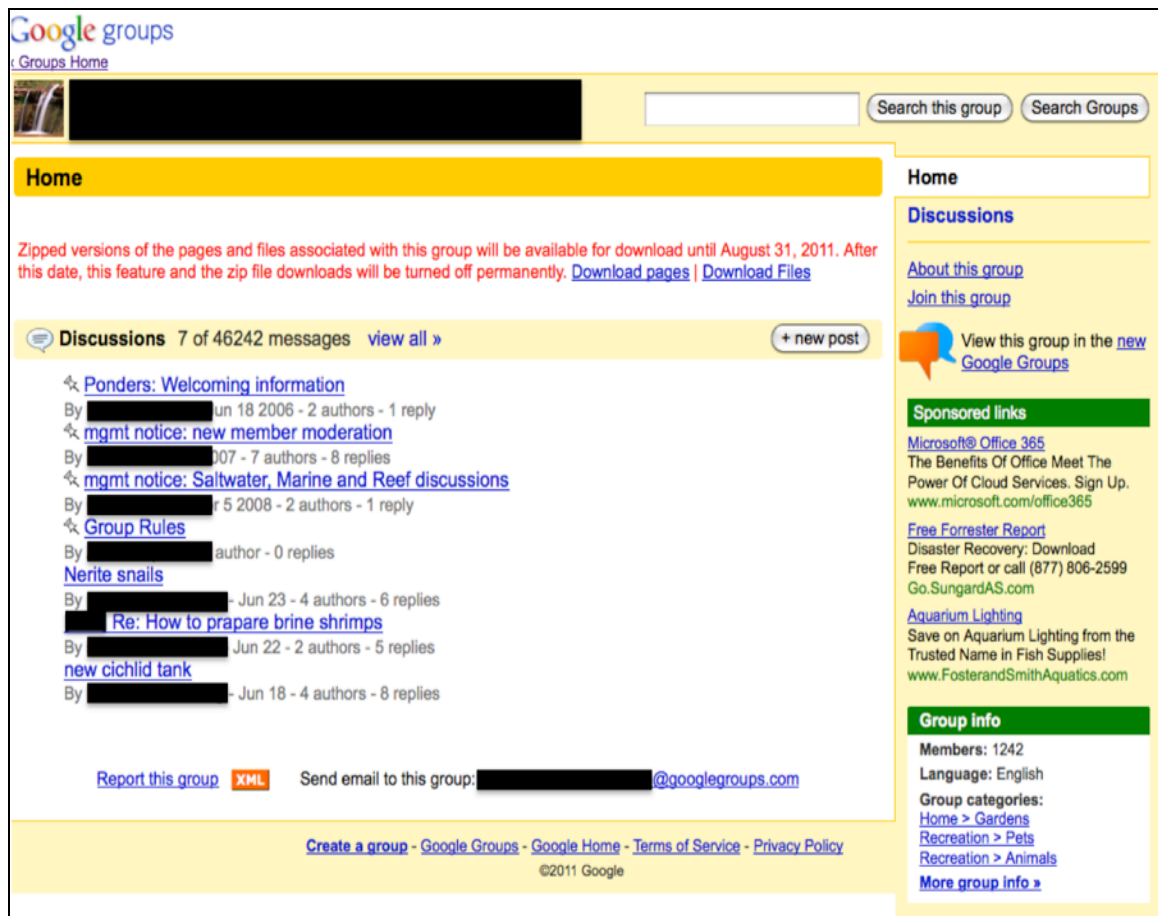 Google groups
‹ Groups Home
Search this group Search Groups
Home
Zipped versions of the pages and files associated with this group will be available for download until August 31, 2011. After
this date, this feature and the zip file downloads will be turned off permanently. Download pages | Download Files
Discussions 7 of 46242 messages view all »
+ new post
Ponders: Welcoming information
By un 18 2006 - 2 authors - 1 reply
mgmt notice: new member moderation
By 007 - 7 authors - 8 replies
mgmt notice: Saltwater, Marine and Reef discussions
By r 5 2008 - 2 authors - 1 reply
Group Rules
By author - 0 replies
Nerite snails
By - Jun 23 - 4 authors - 6 replies
Re: How to prapare brine shrimps
By Jun 22 - 2 authors - 5 replies
new cichlid tank
By - Jun 18 - 4 authors - 8 replies
Report this group XML Send email to this group: @googlegroups.com
Create a group - Google Groups - Google Home - Terms of Service - Privacy Policy
©2011 Google
Home
Discussions
About this group
Join this group
View this group in the new
Google Groups
Sponsored links
Microsoft® Office 365
The Benefits Of Office Meet The
Power Of Cloud Services. Sign Up.
www.microsoft.com/office365
Free Forrester Report
Disaster Recovery: Download
Free Report or call (877) 806-2599
Go.SungardAS.com
Aquarium Lighting
Save on Aquarium Lighting from the
Trusted Name in Fish Supplies!
www.FosterandSmithAquatics.com
Group info
Members: 1242
Language: English
Group categories:
Home > Gardens
Recreation > Pets
Recreation > Animals
More group info »